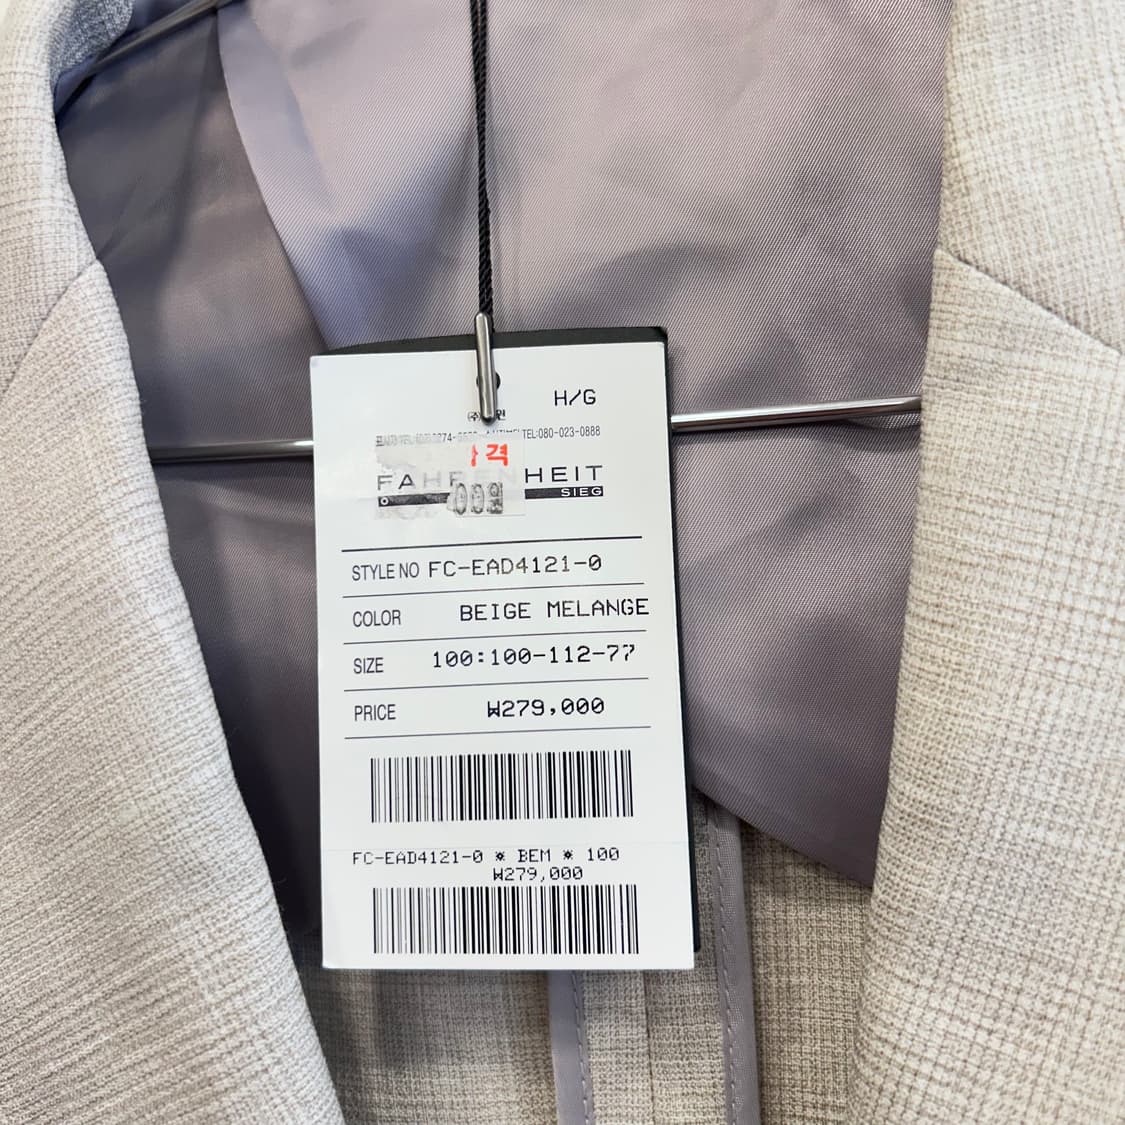 H/G
TEL:080-023-0888
FAHRENHEIT
SIEG
STYLE NO FC-EAD4121-0
COLOR BEIGE MELANGE
SIZE 100:100-112-77
PRICE ₩279,000
FC-EAD4121-0 * BEM * 100
₩279,000